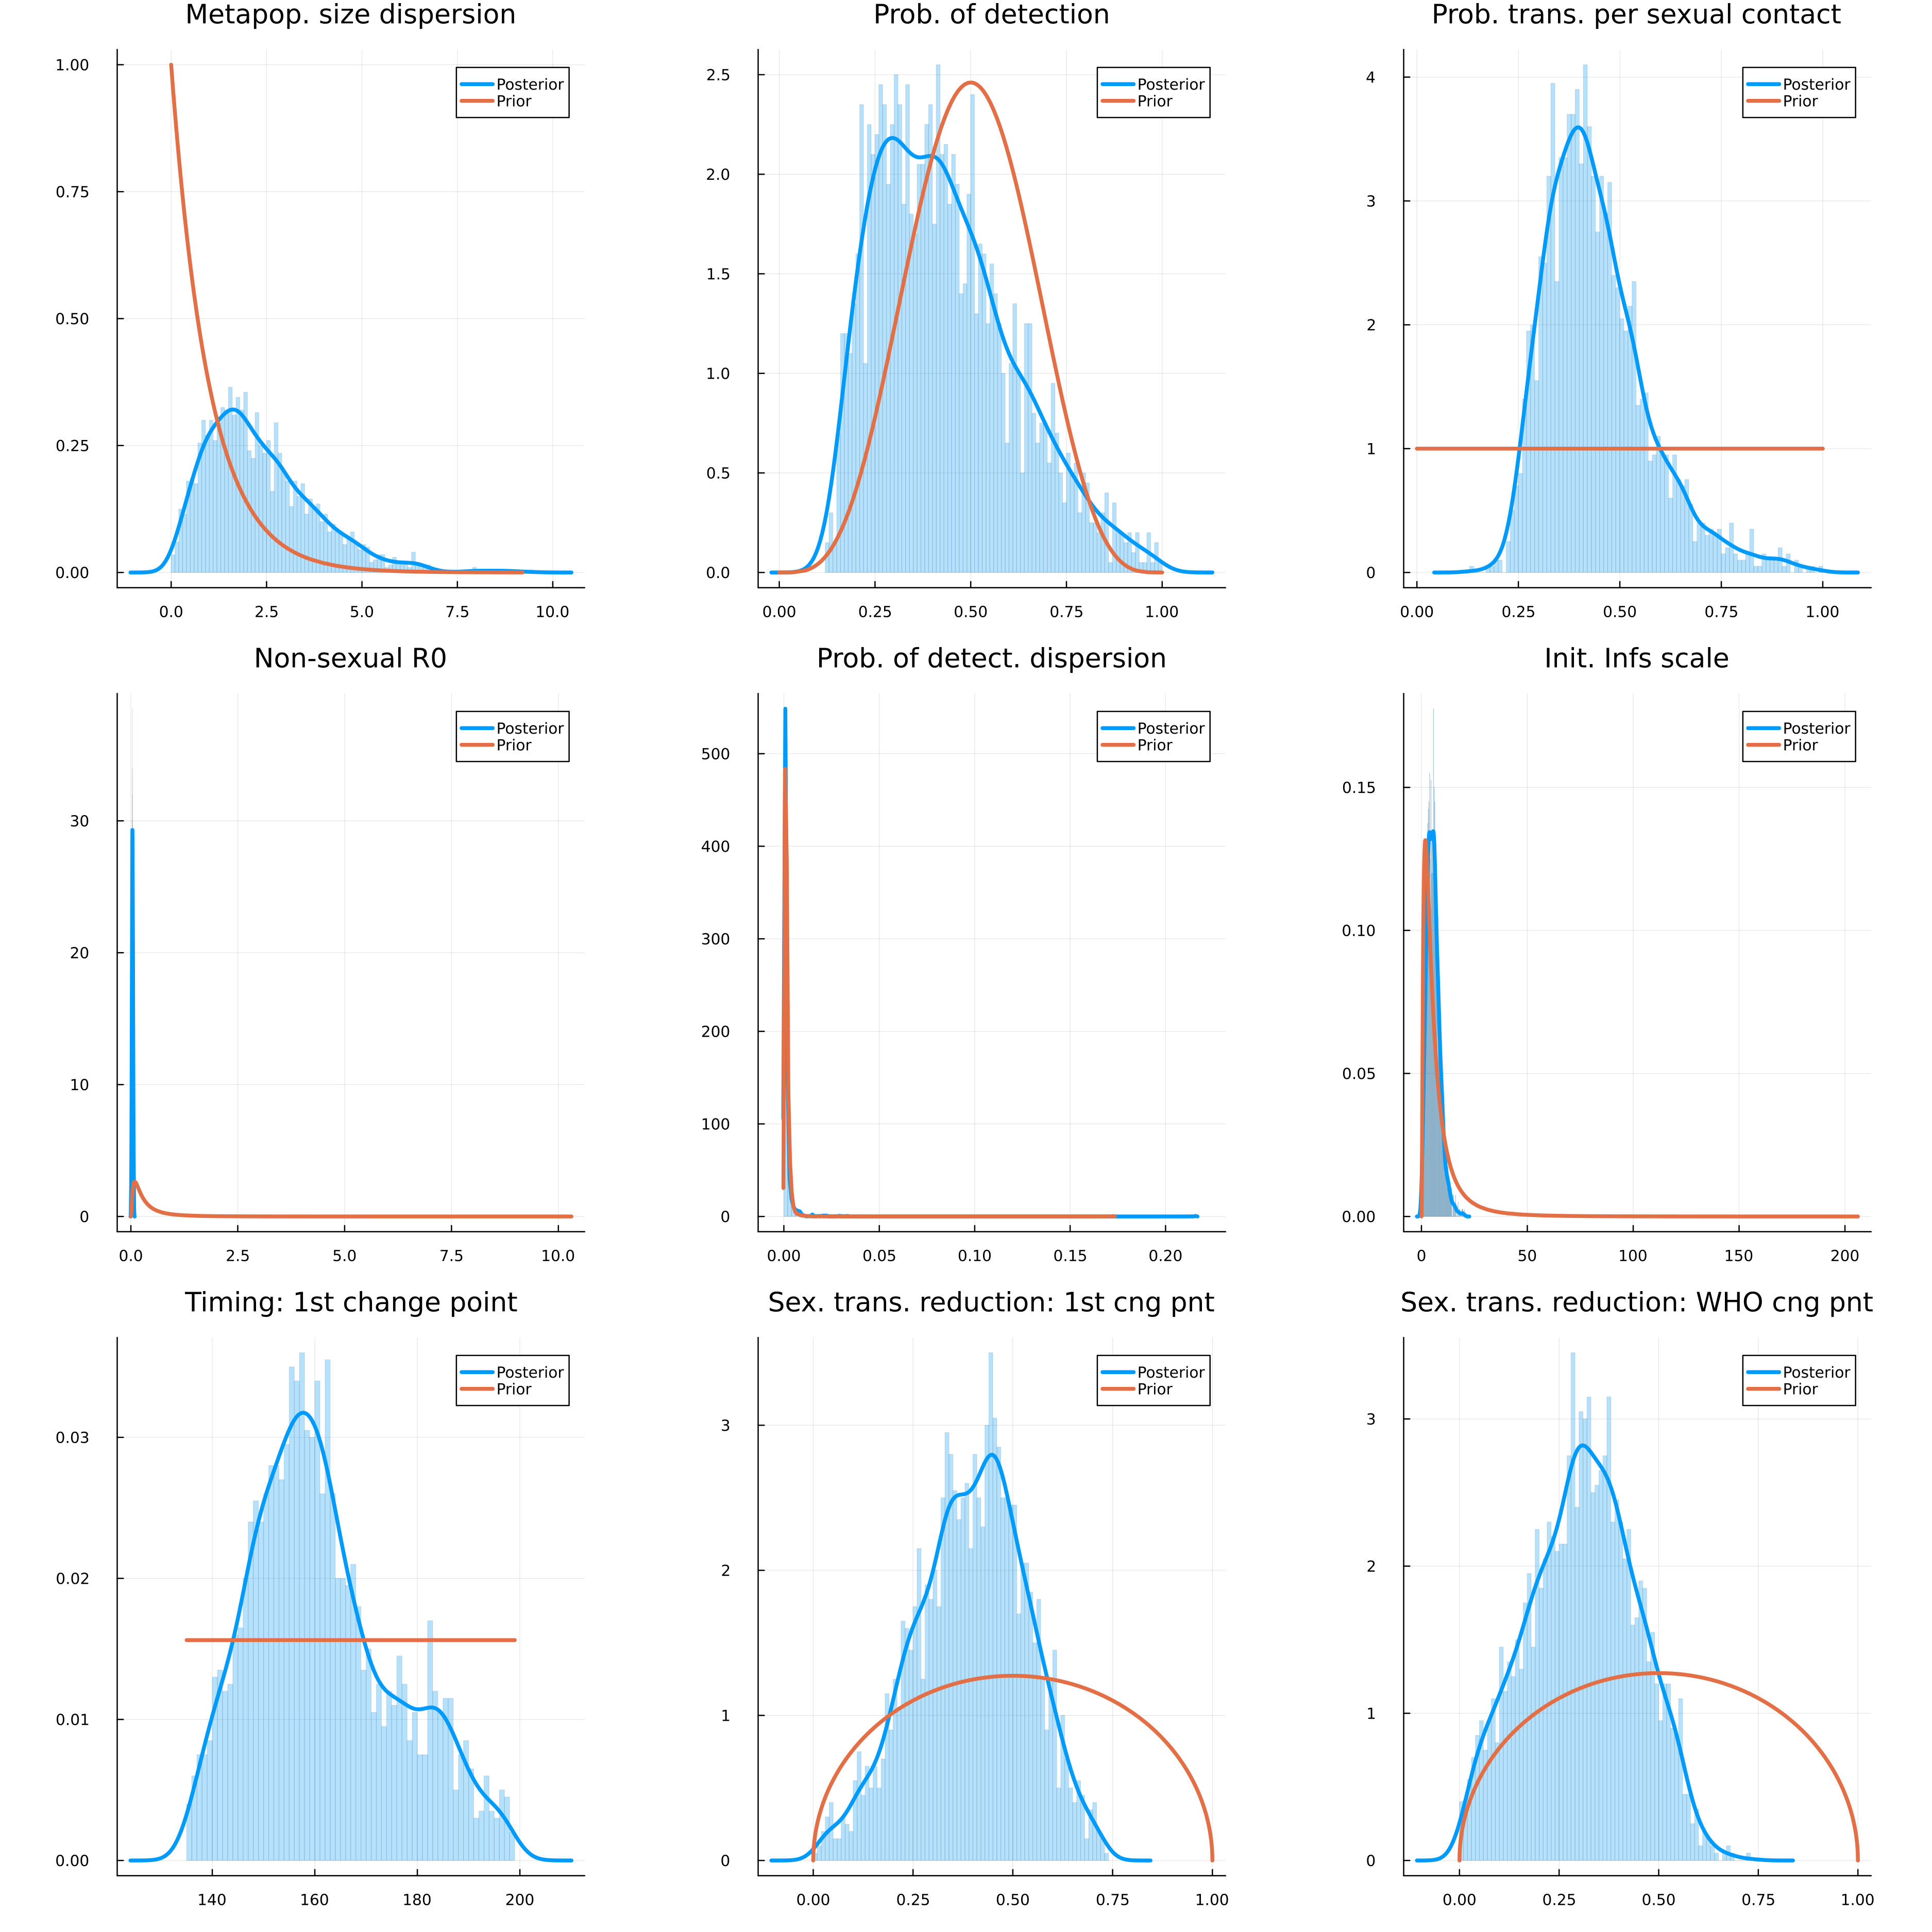 Metapop. size dispersion
1.00
0.75
0.50
0.25
0.00
0.0 2.5 5.0 7.5 10.0
Posterior
Prior
Prob. of detection
2.5
2.0
1.5
1.0
0.5
0.0
0.00 0.25 0.50 0.75 1.00
Posterior
Prior
Prob. trans. per sexual contact
4
3
2
1
0
0.00 0.25 0.50 0.75 1.00
Posterior
Prior
Non-sexual R0
30
20
10
0
0.0 2.5 5.0 7.5 10.0
Posterior
Prior
Prob. of detect. dispersion
500
400
300
200
100
0
0.00 0.05 0.10 0.15 0.20
Posterior
Prior
Init. Infs scale
0.15
0.10
0.05
0.00
0 50 100 150 200
Posterior
Prior
Timing: 1st change point
0.03
0.02
0.01
0.00
140 160 180 200
Posterior
Prior
Sex. trans. reduction: 1st cng pnt
3
2
1
0
0.00 0.25 0.50 0.75 1.00
Posterior
Prior
Sex. trans. reduction: WHO cng pnt
3
2
1
0
0.00 0.25 0.50 0.75 1.00
Posterior
Prior